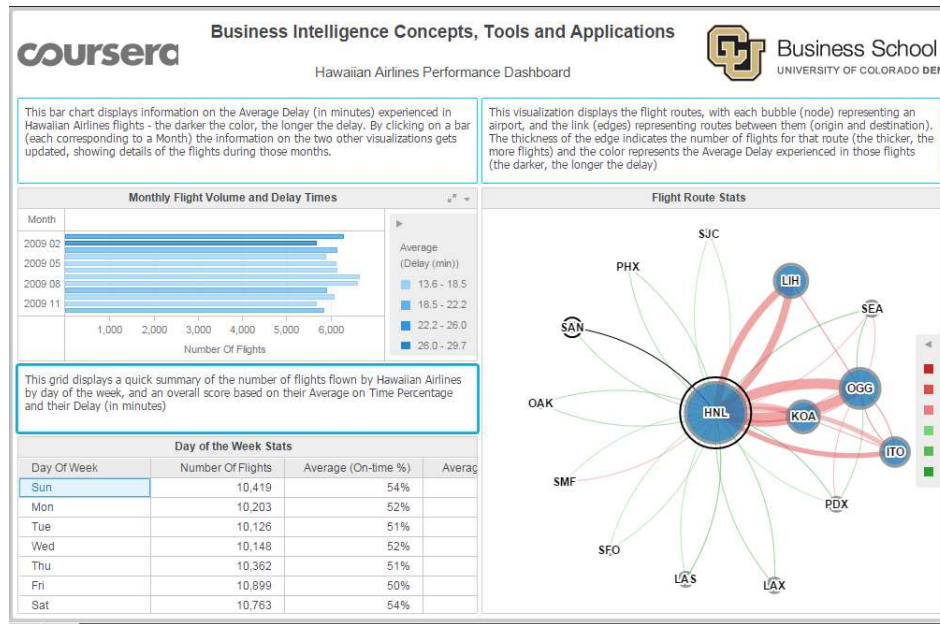 coursera
Business Intelligence Concepts, Tools and Applications
Hawaiian Airlines Performance Dashboard
CU
Business School
UNIVERSITY OF COLORADO DEN
This bar chart displays information on the Average Delay (in minutes) experienced in
Hawaiian Airlines flights - the darker the color, the longer the delay. By clicking on a bar
(each corresponding to a Month) the information on the two other visualizations gets
updated, showing details of the flights during those months.
This visualization displays the flight routes, with each bubble (node) representing an
airport, and the link (edges) representing routes between them (origin and destination).
The thickness of the edge indicates the number of flights for that route (the thicker, the
more flights) and the color represents the Average Delay experienced in those flights
(the darker, the longer the delay)
Monthly Flight Volume and Delay Times
Month
2009 02
2009 05
2009 08
2009 11
1,000 2,000 3,000 4,000 5,000 6,000
Number Of Flights
Average
(Delay (min))
13.6 - 18.5
18.5 - 22.2
22.2 - 26.0
26.0 - 29.7
This grid displays a quick summary of the number of flights flown by Hawaiian Airlines
by day of the week, and an overall score based on their Average on Time Percentage
and their Delay (in minutes)
Day of the Week Stats
Day Of Week Number Of Flights Average (On-time %) Averag
Sun 10,419 54%
Mon 10,203 52%
Tue 10,126 51%
Wed 10,148 52%
Thu 10,362 51%
Fri 10,899 50%
Sat 10,763 54%
Flight Route Stats
SJC
PHX
LIH
SEA
SAN
OGG
OAK
HNL
KOA
ITO
SMF
PDX
SFO
LAS
LAX